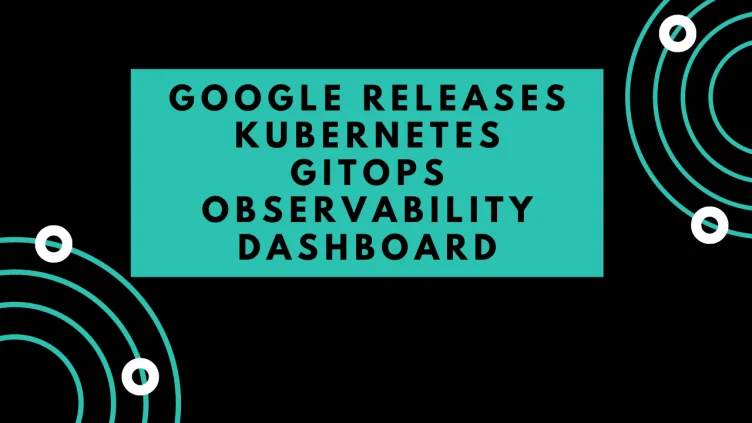 GOOGLE RELEASES
KUBERNETES
GITOPS
OBSERVABILITY
DASHBOARD